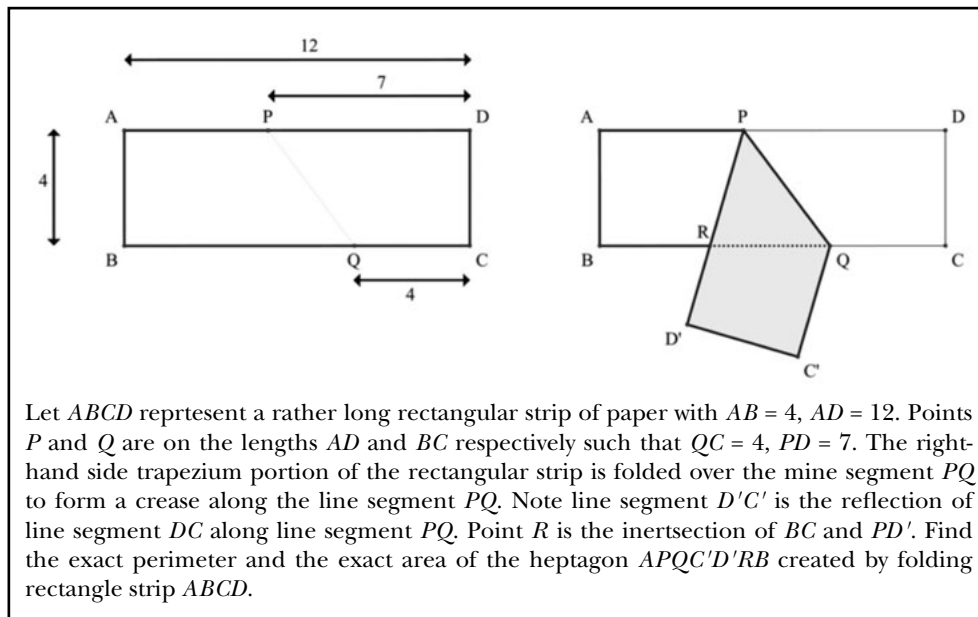 12
7
A P D
4
B Q C
4
A P D
R
B Q C
D'
C'
Let ABCD reprtesent a rather long rectangular strip of paper with AB = 4, AD = 12. Points
P and Q are on the lengths AD and BC respectively such that QC = 4, PD = 7. The right-
hand side trapezium portion of the rectangular strip is folded over the mine segment PQ
to form a crease along the line segment PQ. Note line segment D'C' is the reflection of
line segment DC along line segment PQ. Point R is the inertsection of BC and PD'. Find
the exact perimeter and the exact area of the heptagon APQC'D'RB created by folding
rectangle strip ABCD.